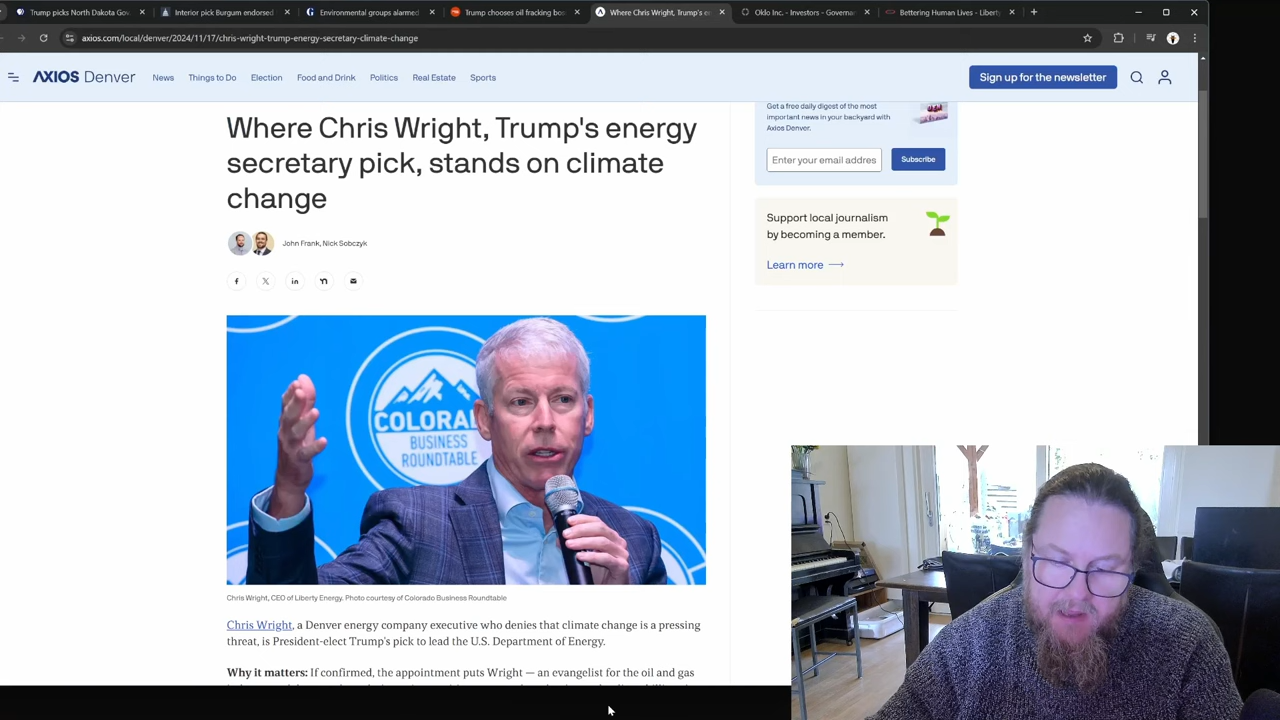 Trump picks North Dakota Gov
Interior pick Burgum endorsed
Environmental groups alarmed
Trump chooses oil fracking bo
Where Chris Wright, Trump's e
Oklo Inc. - Investors - Governa
Bettering Human Lives - Liberty
axios.com/local/denver/2024/11/17/chris-wright-trump-energy-secretary-climate-change
AXIOS Denver
News
Things to Do
Election
Food and Drink
Politics
Real Estate
Sports
Sign up for the newsletter
Where Chris Wright, Trump's energy
secretary pick, stands on climate
change
John Frank, Nick Sobczyk
Get a free daily digest of the most
important news in your backyard with
Axios Denver.
Enter your email addres
Subscribe
Support local journalism
by becoming a member.
Learn more
COLORA
BUSINESS
ROUNDTABLE
Chris Wright, CEO of Liberty Energy. Photo courtesy of Colorado Business Roundtable
Chris Wright, a Denver energy company executive who denies that climate change is a pressing
threat, is President-elect Trump's pick to lead the U.S. Department of Energy.
Why it matters: If confirmed, the appointment puts Wright — an evangelist for the oil and gas